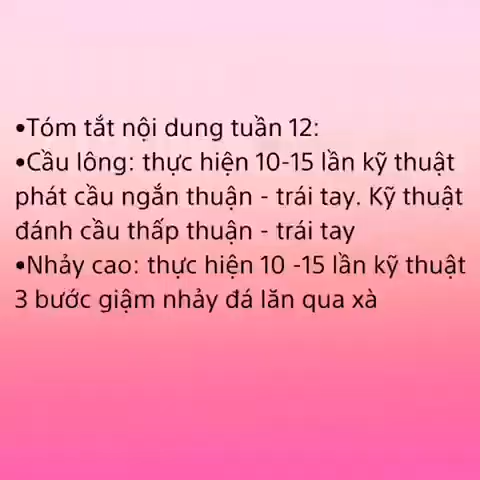 •Tóm tắt nội dung tuần 12:
•Cầu lông: thực hiện 10-15 lần kỹ thuật
phát cầu ngắn thuận - trái tay. Kỹ thuật
đánh cầu thấp thuận - trái tay
•Nhảy cao: thực hiện 10 -15 lần kỹ thuật
3 bước giậm nhảy đá lăn qua xà